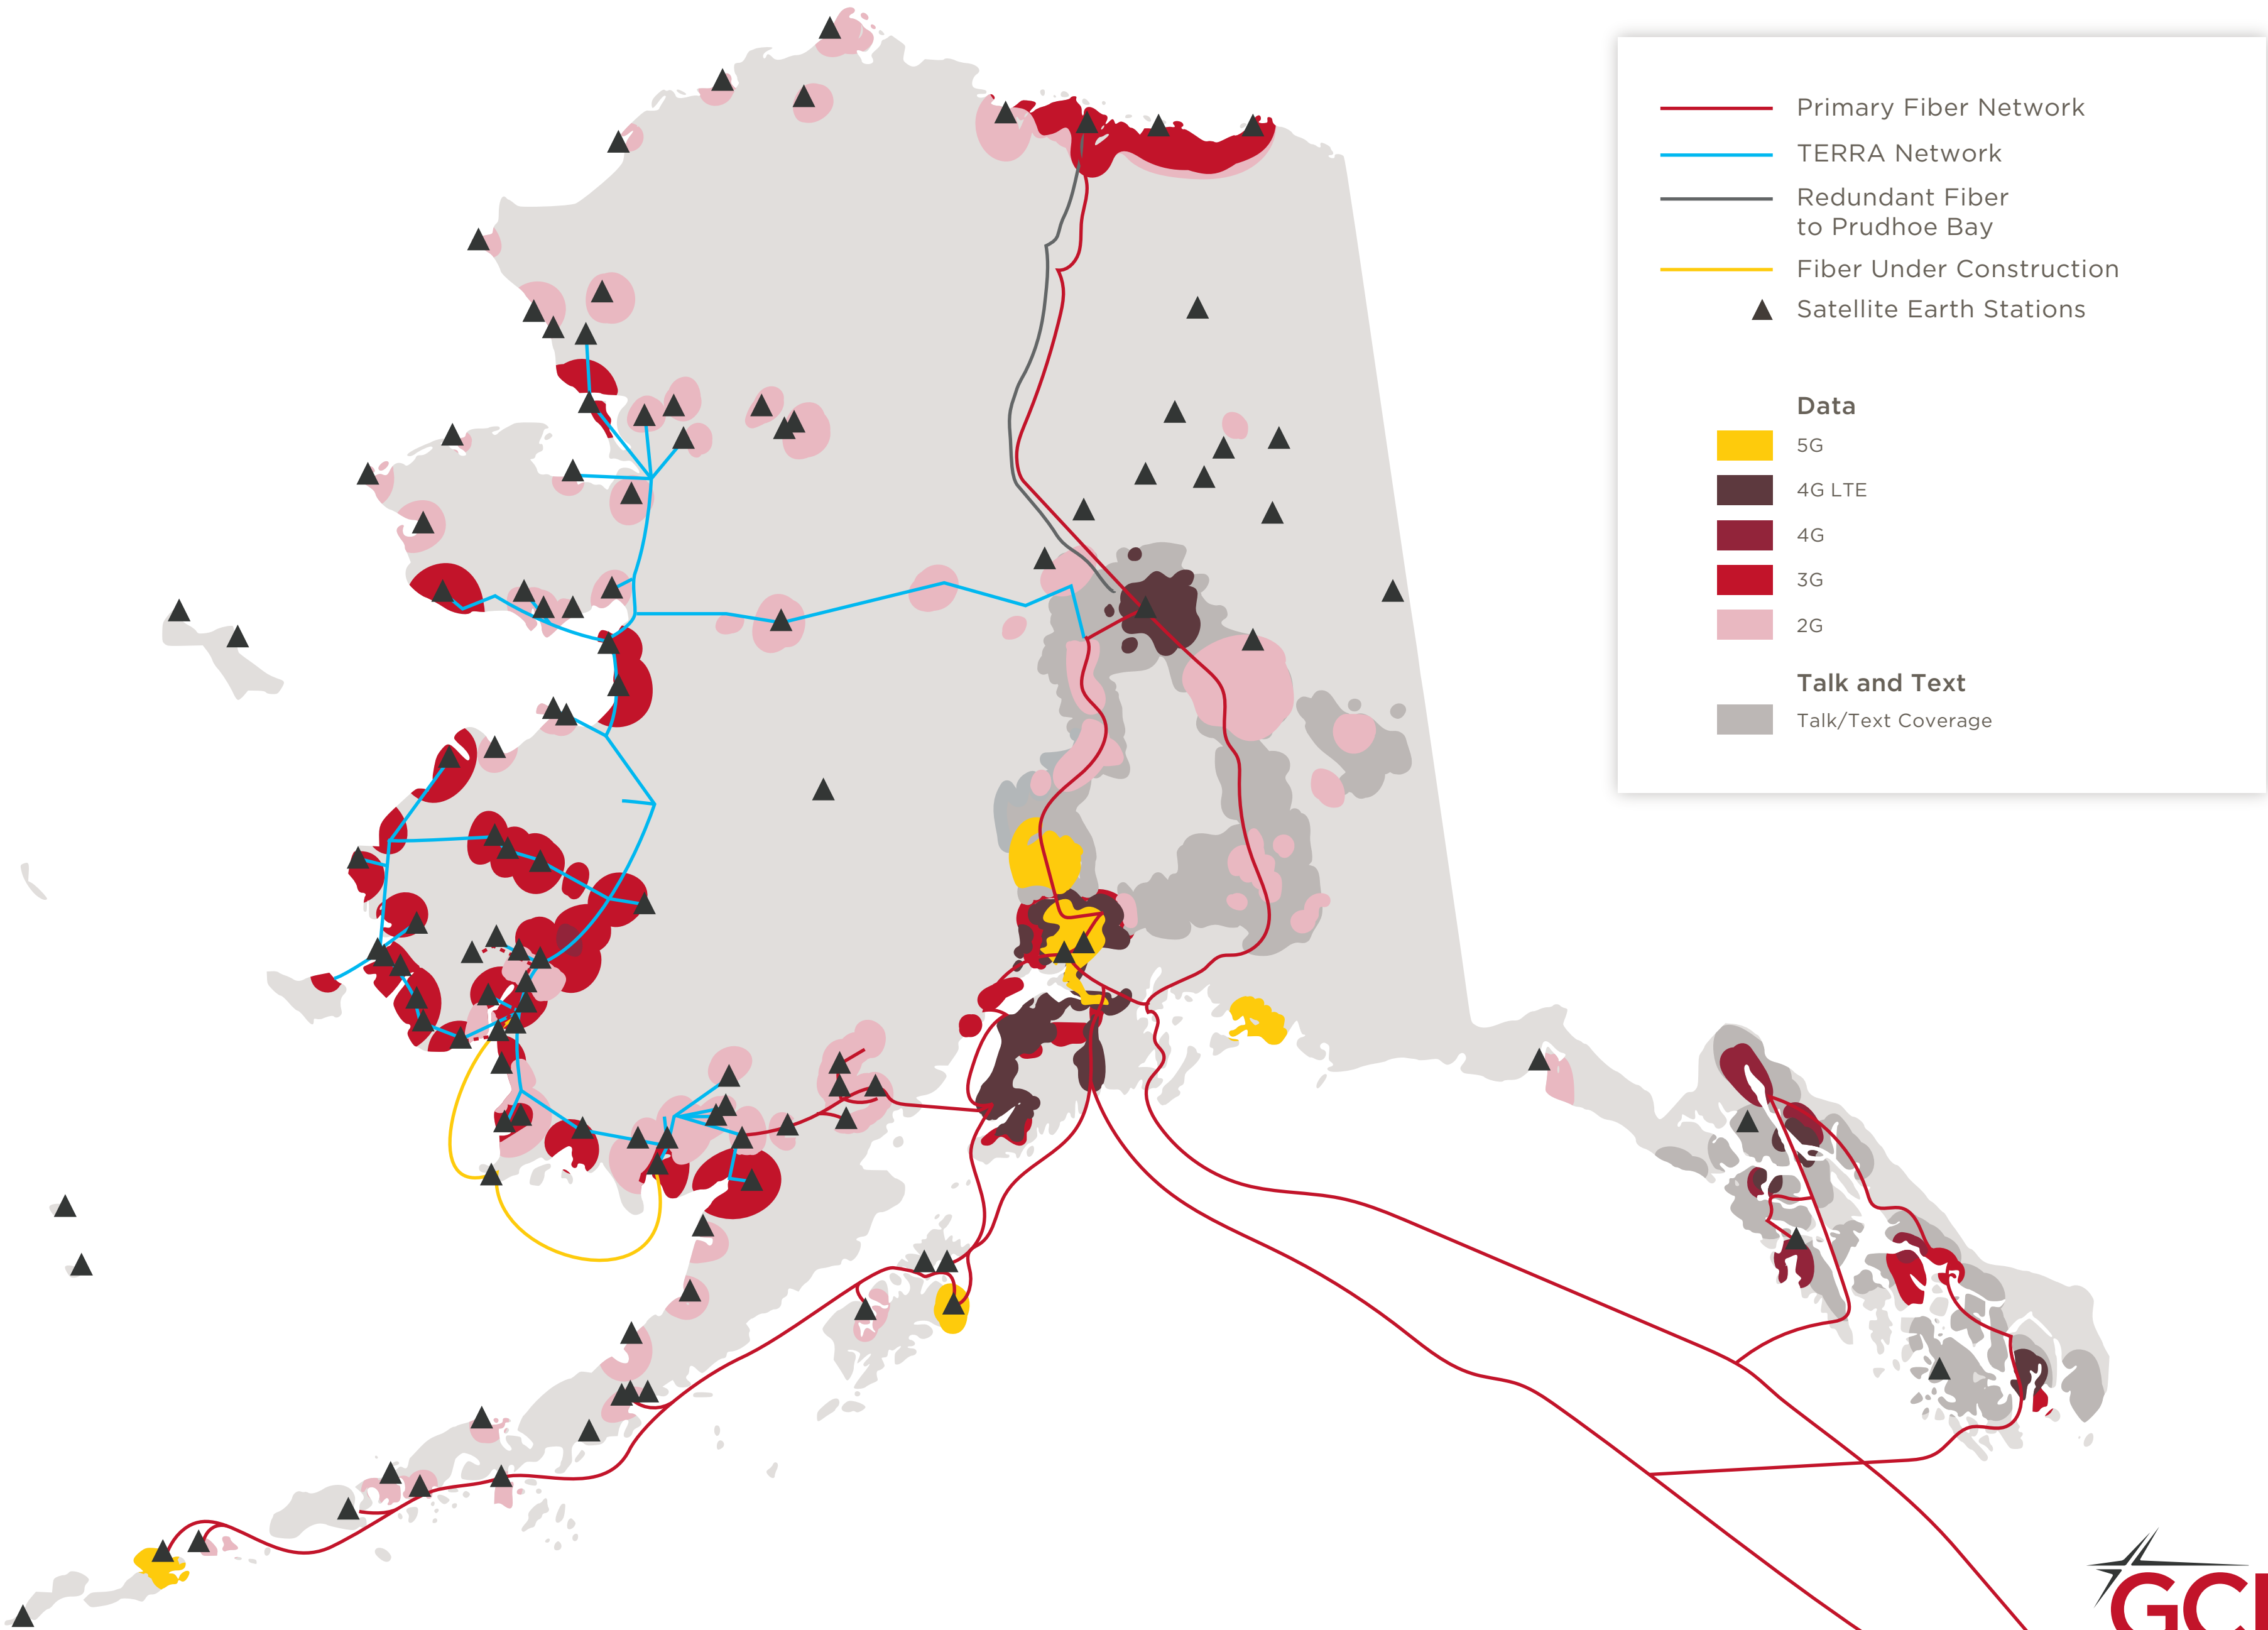 Primary Fiber Network
TERRA Network
Redundant Fiber
to Prudhoe Bay
Fiber Under Construction
Satellite Earth Stations
Data
5G
4G LTE
4G
3G
2G
Talk and Text
Talk/Text Coverage
GCI